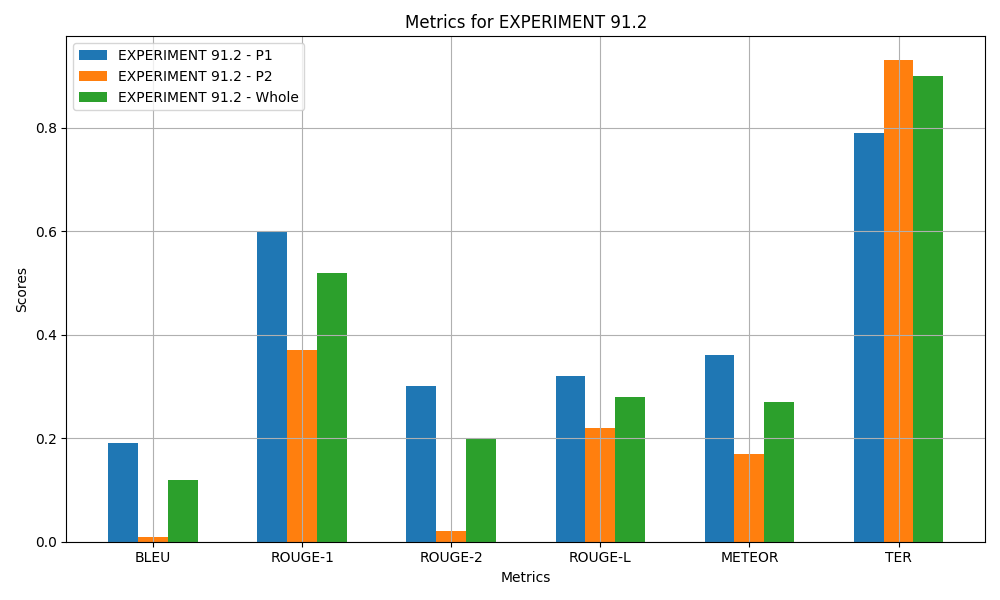 Metrics for EXPERIMENT 91.2
EXPERIMENT 91.2 - P1
EXPERIMENT 91.2 - P2
EXPERIMENT 91.2 - Whole
Scores
0.8
0.6
0.4
0.2
0.0
BLEU ROUGE-1 ROUGE-2 ROUGE-L METEOR TER
Metrics